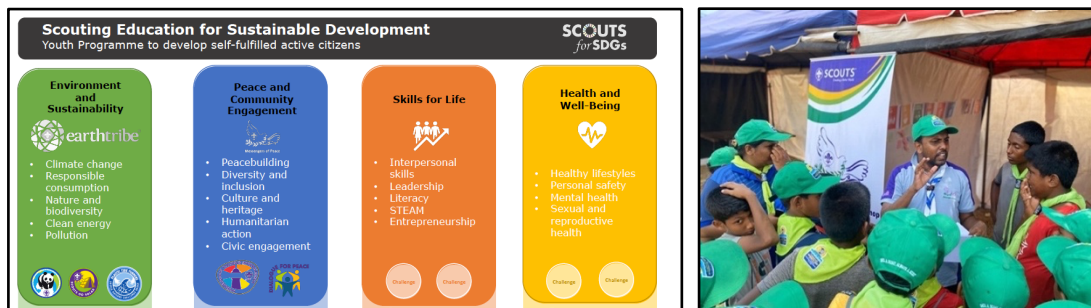 Scouting Education for Sustainable Development
Youth Programme to develop self-fulfilled active citizens
SCOUTS
for SDGs
Environment
and
Sustainability
earthtribe
• Climate change
• Responsible
consumption
• Nature and
biodiversity
• Clean energy
• Pollution
Peace and
Community
Engagement
Messengers of Peace
• Peacebuilding
• Diversity and
inclusion
• Culture and
heritage
• Humanitarian
action
• Civic engagement
FOR PEACE
Skills for Life
• Interpersonal
skills
• Leadership
• Literacy
• STEAM
• Entrepreneurship
Challenge
Challenge
Health and
Well-Being
• Healthy lifestyles
• Personal safety
• Mental health
• Sexual and
reproductive
health
Challenge
Challenge
SCOUTS